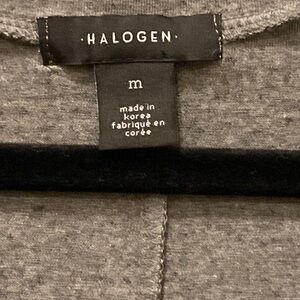 ·HALOGEN·
m
made in
korea
fabriqué en
corée